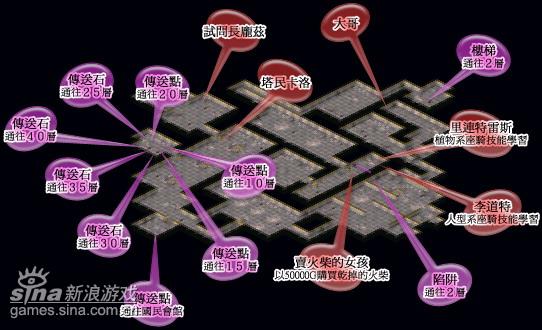 試問長龐茲
大哥
樓梯
通往2層
傳送石
通往25層
傳送點
通往20層
塔民卡洛
傳送石
通往40層
里連特雷斯
植物系座騎技能學習
傳送石
通往35層
傳送點
通往10層
李道特
人型系座騎技能學習
傳送石
通往30層
傳送點
通往15層
賣火柴的女孩
以50000G購買乾掉的火柴
陷阱
通往2層
傳送點
通往國民會館
sina新浪游戏
games.sina.com